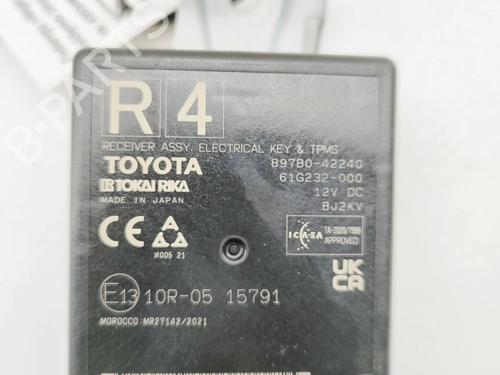 R 4
RECEIVER ASSY, ELECTRICAL KEY & TPMS
TOYOTA 897B0-42240
TOKAI RIKA 61G232-000
MADE IN JAPAN 12V DC
BJ2KV
CE A
A A
M005 21
ICASA TA-2020/7999
APPROVED
UK
CA
E13 10R-05 15791
MOROCCO:MR27142/2021
B-PARTS